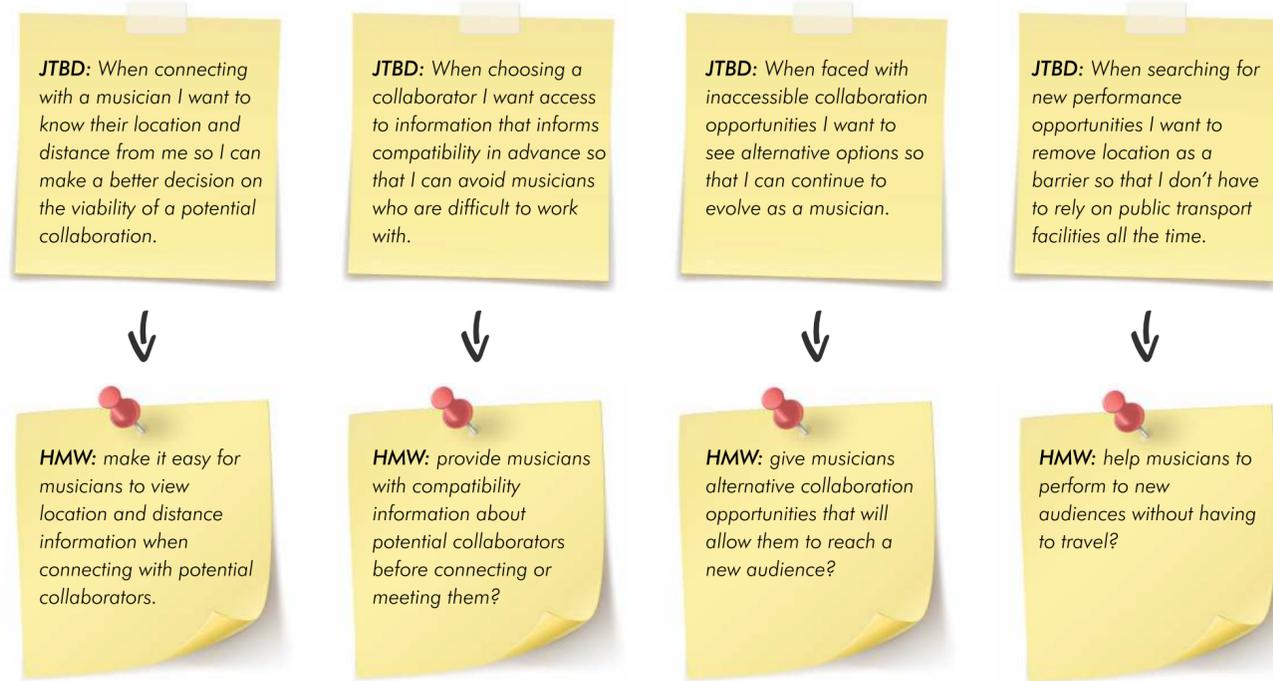 JTBD: When connecting
with a musician I want to
know their location and
distance from me so I can
make a better decision on
the viability of a potential
collaboration.
JTBD: When choosing a
collaborator I want access
to information that informs
compatibility in advance so
that I can avoid musicians
who are difficult to work
with.
JTBD: When faced with
inaccessible collaboration
opportunities I want to
see alternative options so
that I can continue to
evolve as a musician.
JTBD: When searching for
new performance
opportunities I want to
remove location as a
barrier so that I don’t have
to rely on public transport
facilities all the time.
HMW: make it easy for
musicians to view
location and distance
information when
connecting with potential
collaborators.
HMW: provide musicians
with compatibility
information about
potential collaborators
before connecting or
meeting them?
HMW: give musicians
alternative collaboration
opportunities that will
allow them to reach a
new audience?
HMW: help musicians to
perform to new
audiences without having
to travel?